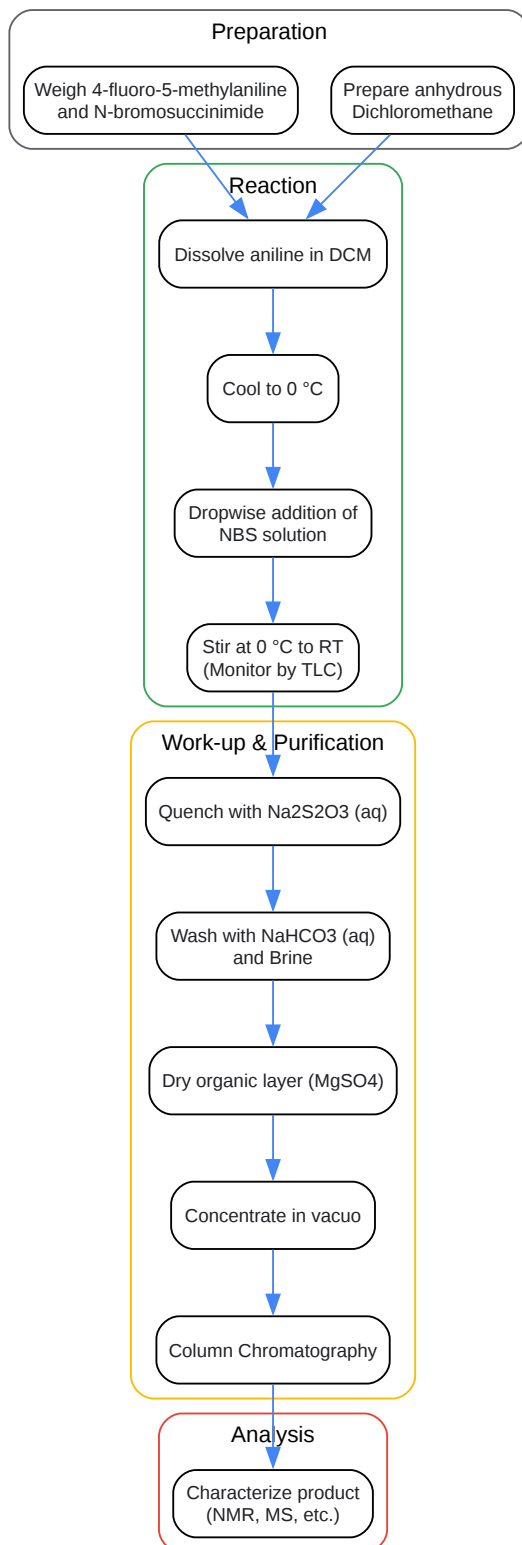 Preparation
Weigh 4-fluoro-5-methylaniline
and N-bromosuccinimide
Prepare anhydrous
Dichloromethane
Reaction
Dissolve aniline in DCM
Cool to 0 °C
Dropwise addition of
NBS solution
Stir at 0 °C to RT
(Monitor by TLC)
Work-up & Purification
Quench with Na2S2O3 (aq)
Wash with NaHCO3 (aq)
and Brine
Dry organic layer (MgSO4)
Concentrate in vacuo
Column Chromatography
Analysis
Characterize product
(NMR, MS, etc.)